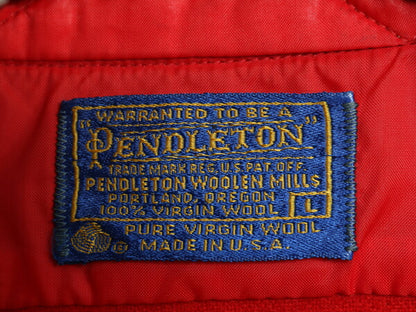 WARRANTED TO BE A
"PENDLETON"
TRADE MARK REG. U.S. PAT. OFF.
PENDLETON WOOLEN MILLS
PORTLAND, OREGON
100% VIRGIN WOOL L
PURE VIRGIN WOOL
® MADE IN U.S.A.